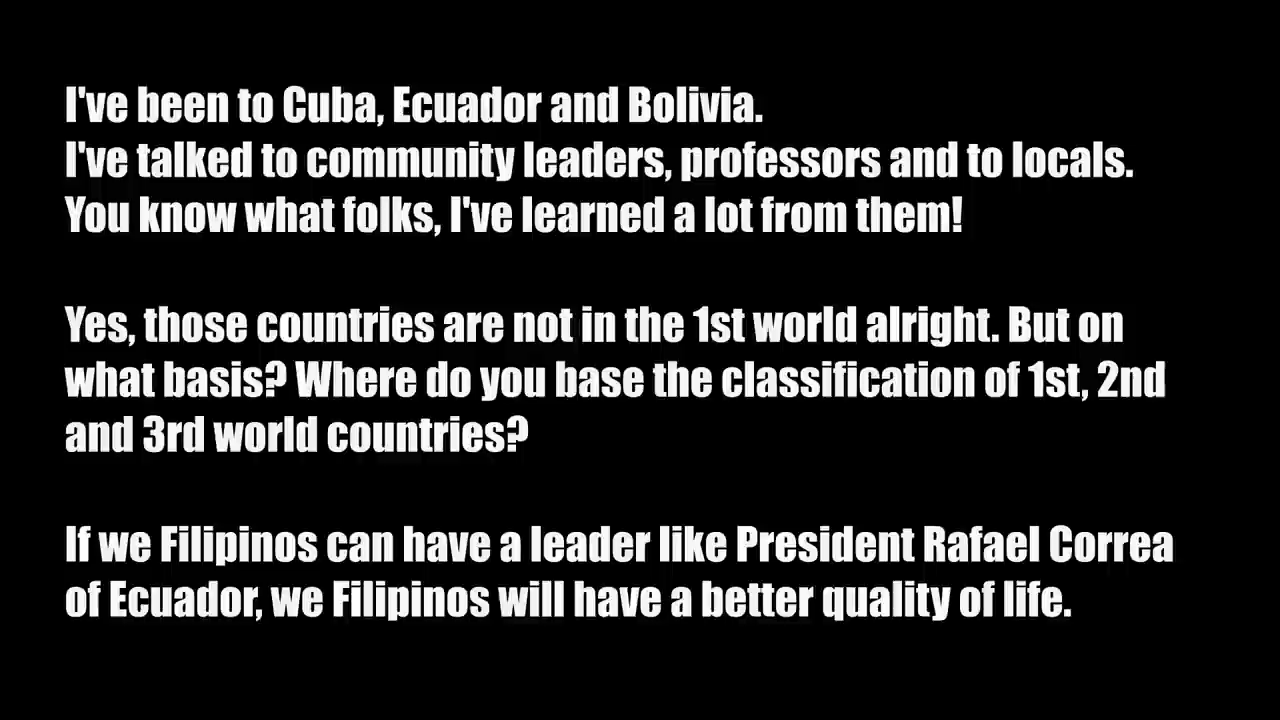 I've been to Cuba, Ecuador and Bolivia.
I've talked to community leaders, professors and to locals.
You know what folks, I've learned a lot from them!
Yes, those countries are not in the 1st world alright. But on
what basis? Where do you base the classification of 1st, 2nd
and 3rd world countries?
If we Filipinos can have a leader like President Rafael Correa
of Ecuador, we Filipinos will have a better quality of life.